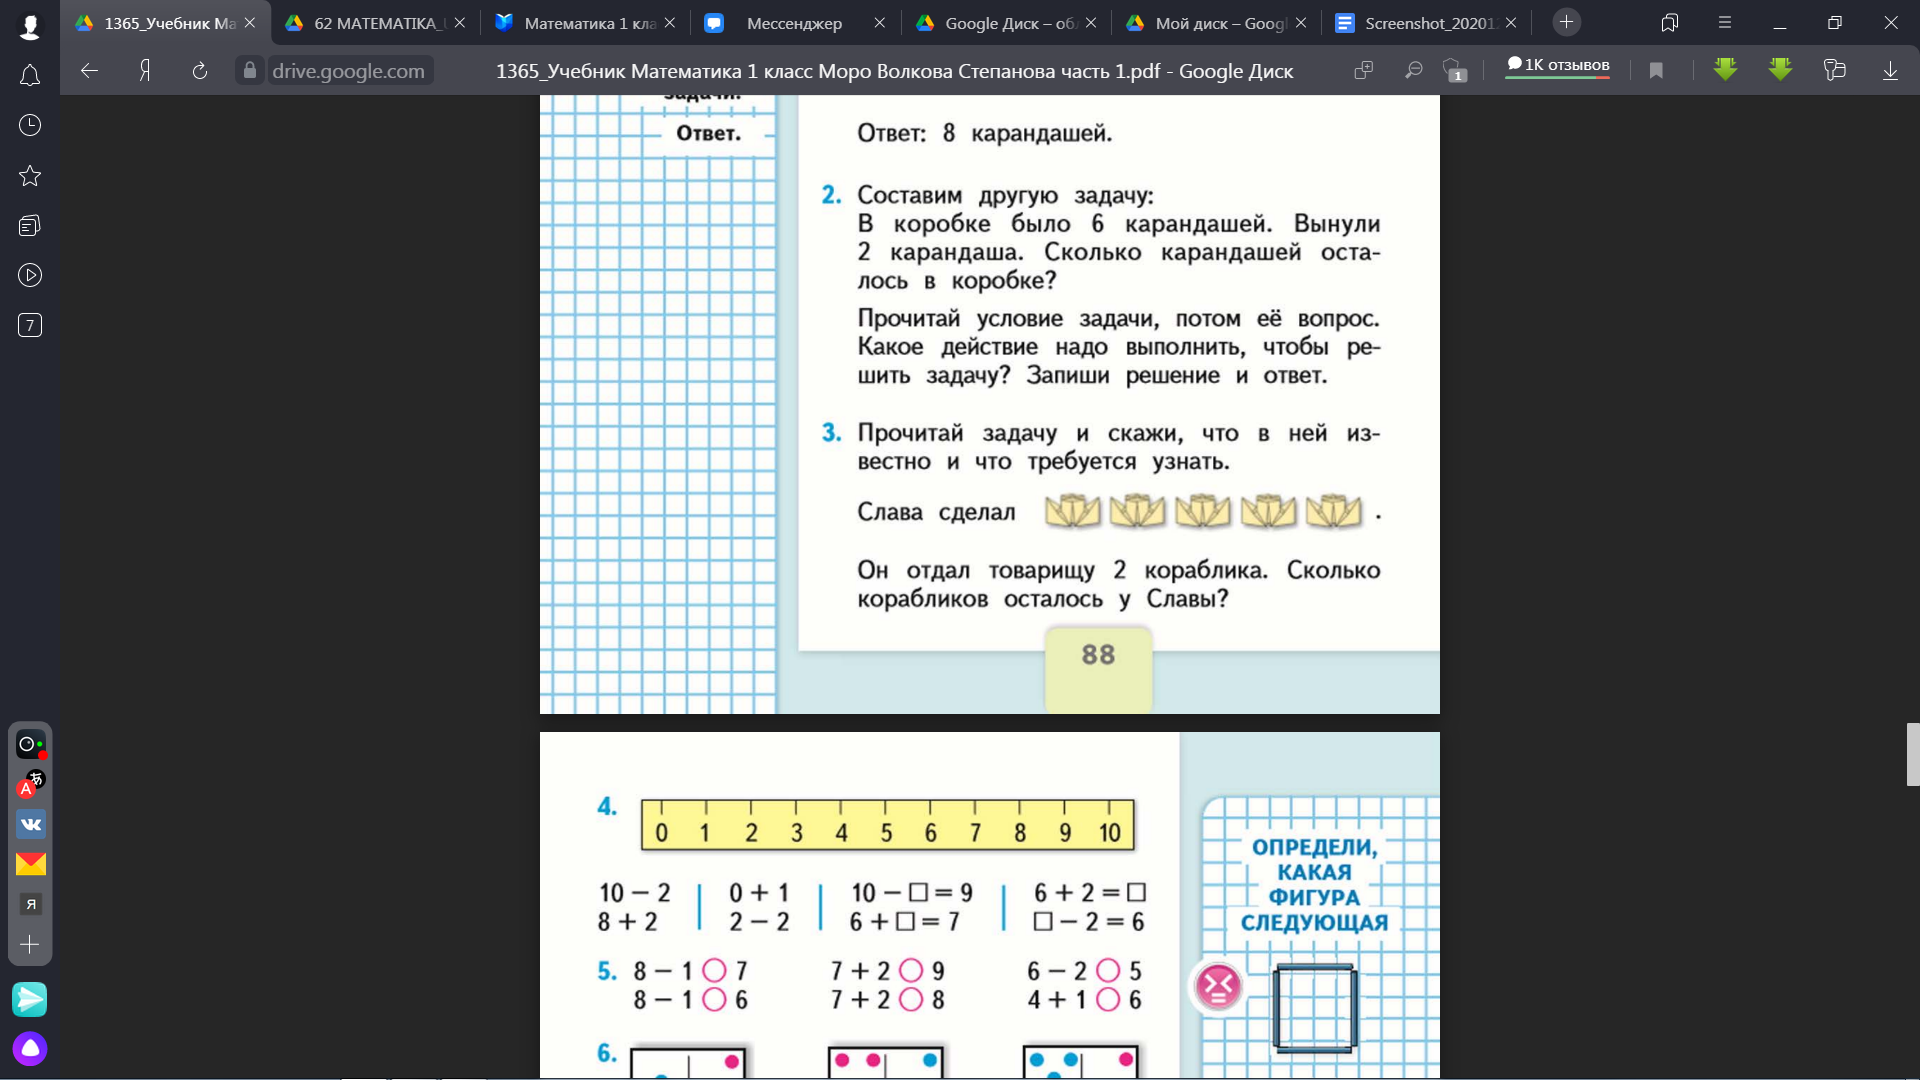 1365_Учебник Ма
62 MATEMATIKA_
Математика 1 кла
Мессенджер
Google Диск – об
Мой диск – Goog
Screenshot_20201
drive.google.com
1365_Учебник Математика 1 класс Моро Волкова Степанова часть 1.pdf - Google Диск
1
1К отзывов
7
задачи.
Ответ.
Ответ: 8 карандашей.
2. Составим другую задачу:
В коробке было 6 карандашей. Вынули
2 карандаша. Сколько карандашей оста-
лось в коробке?
Прочитай условие задачи, потом её вопрос.
Какое действие надо выполнить, чтобы ре-
шить задачу? Запиши решение и ответ.
3. Прочитай задачу и скажи, что в ней из-
вестно и что требуется узнать.
Слава сделал .
Он отдал товарищу 2 кораблика. Сколько
корабликов осталось у Славы?
88
4.
0 1 2 3 4 5 6 7 8 9 10
10 − 2 0 + 1 10 − □ = 9 6 + 2 = □
8 + 2 2 − 2 6 + □ = 7 □ − 2 = 6
5. 8 − 1 ○ 7 7 + 2 ○ 9 6 − 2 ○ 5
8 − 1 ○ 6 7 + 2 ○ 8 4 + 1 ○ 6
6.
ОПРЕДЕЛИ,
КАКАЯ
ФИГУРА
СЛЕДУЮЩАЯ